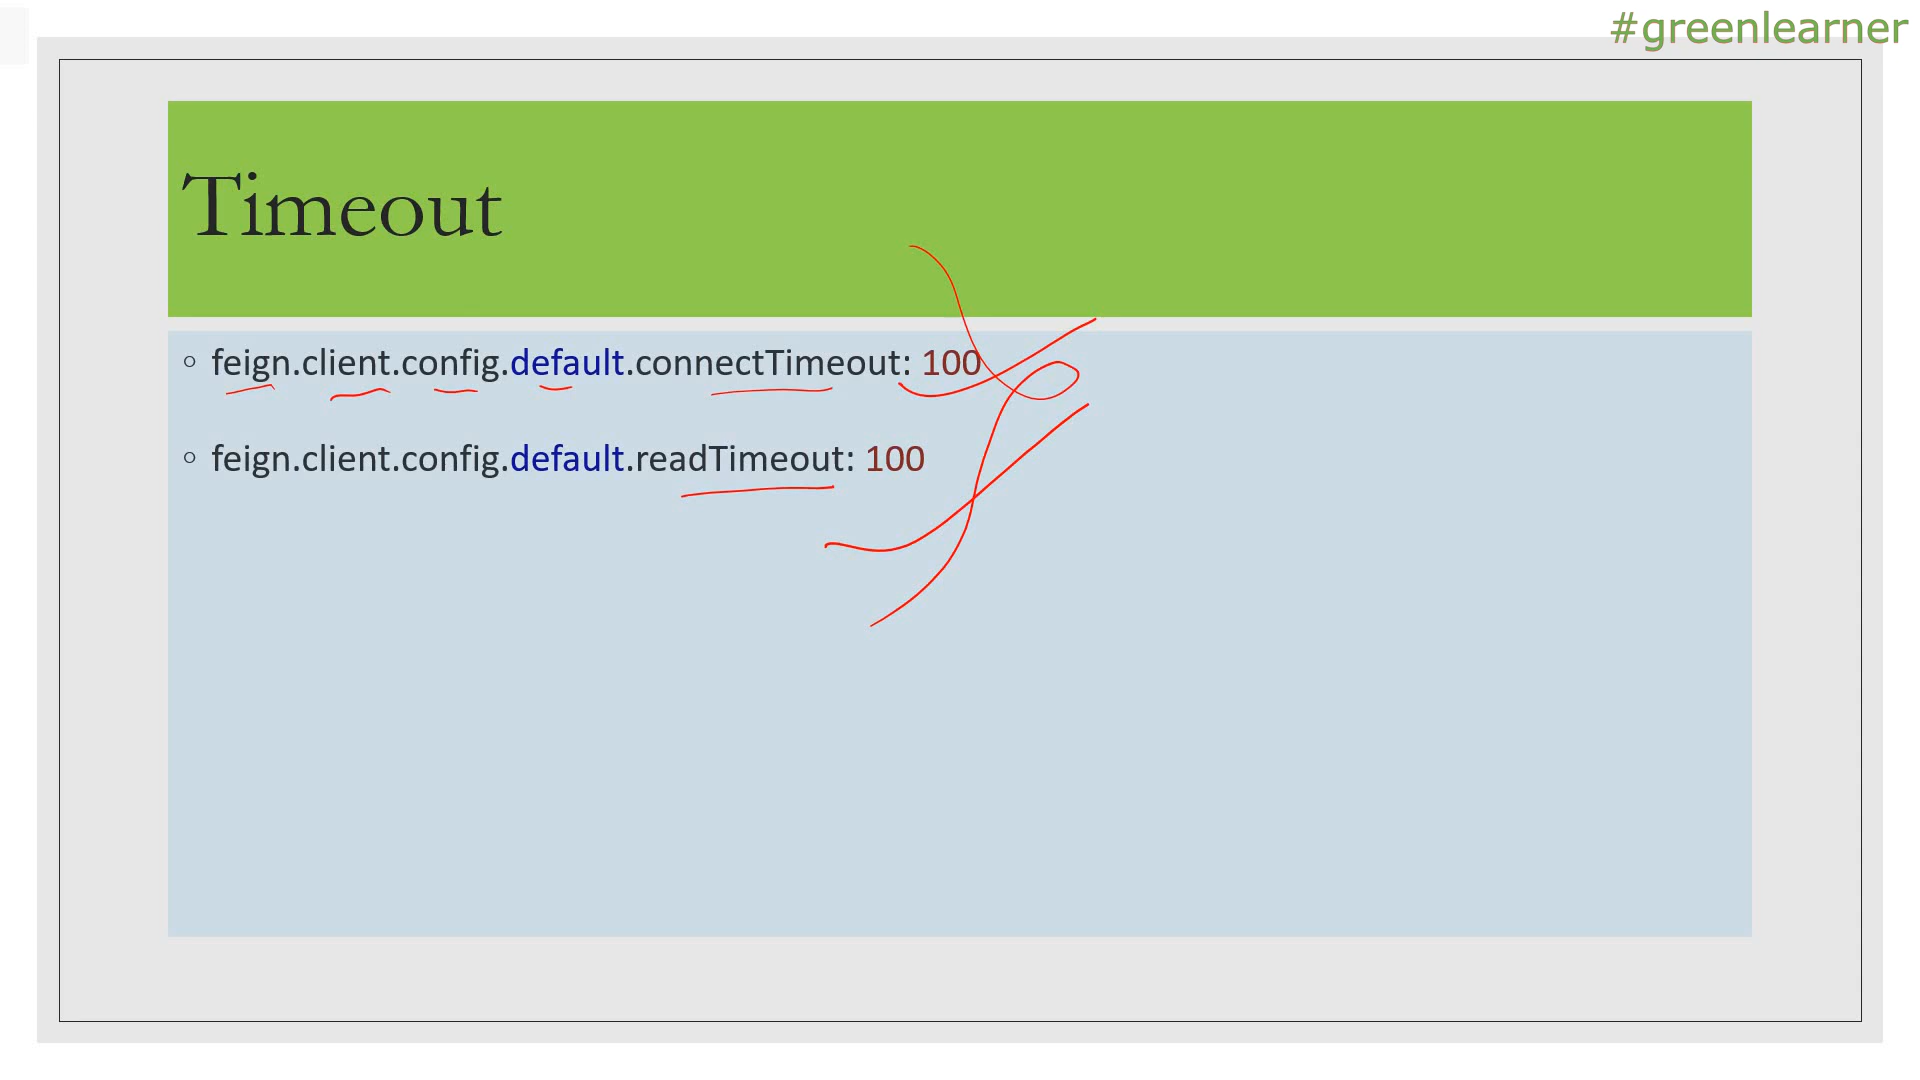 #greenlearner
Timeout
◦ feign.client.config.default.connectTimeout: 100
◦ feign.client.config.default.readTimeout: 100